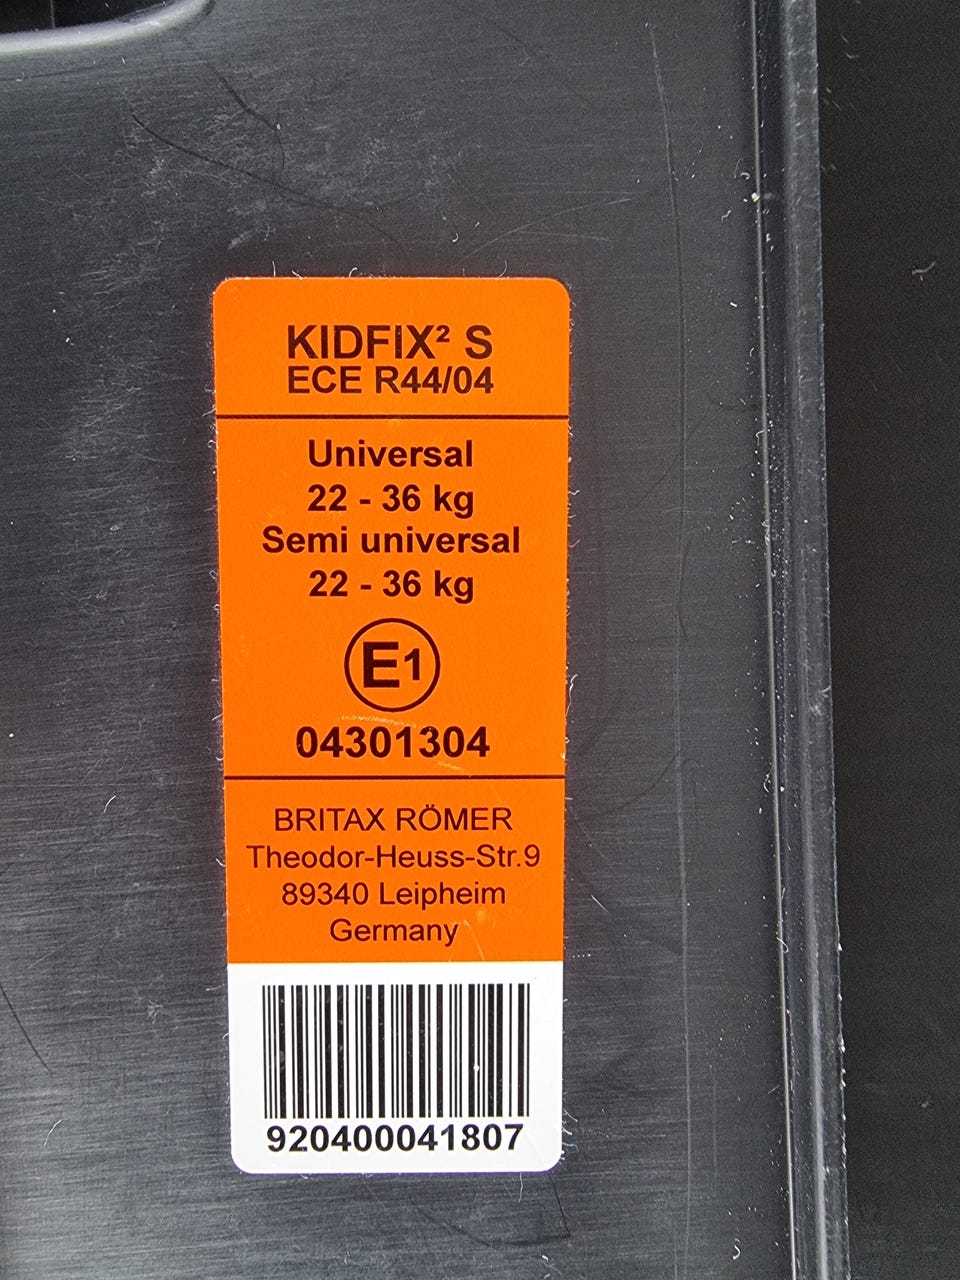 KIDFIX² S
ECE R44/04
Universal
22 - 36 kg
Semi universal
22 - 36 kg
E1
04301304
BRITAX RÖMER
Theodor-Heuss-Str.9
89340 Leipheim
Germany
920400041807